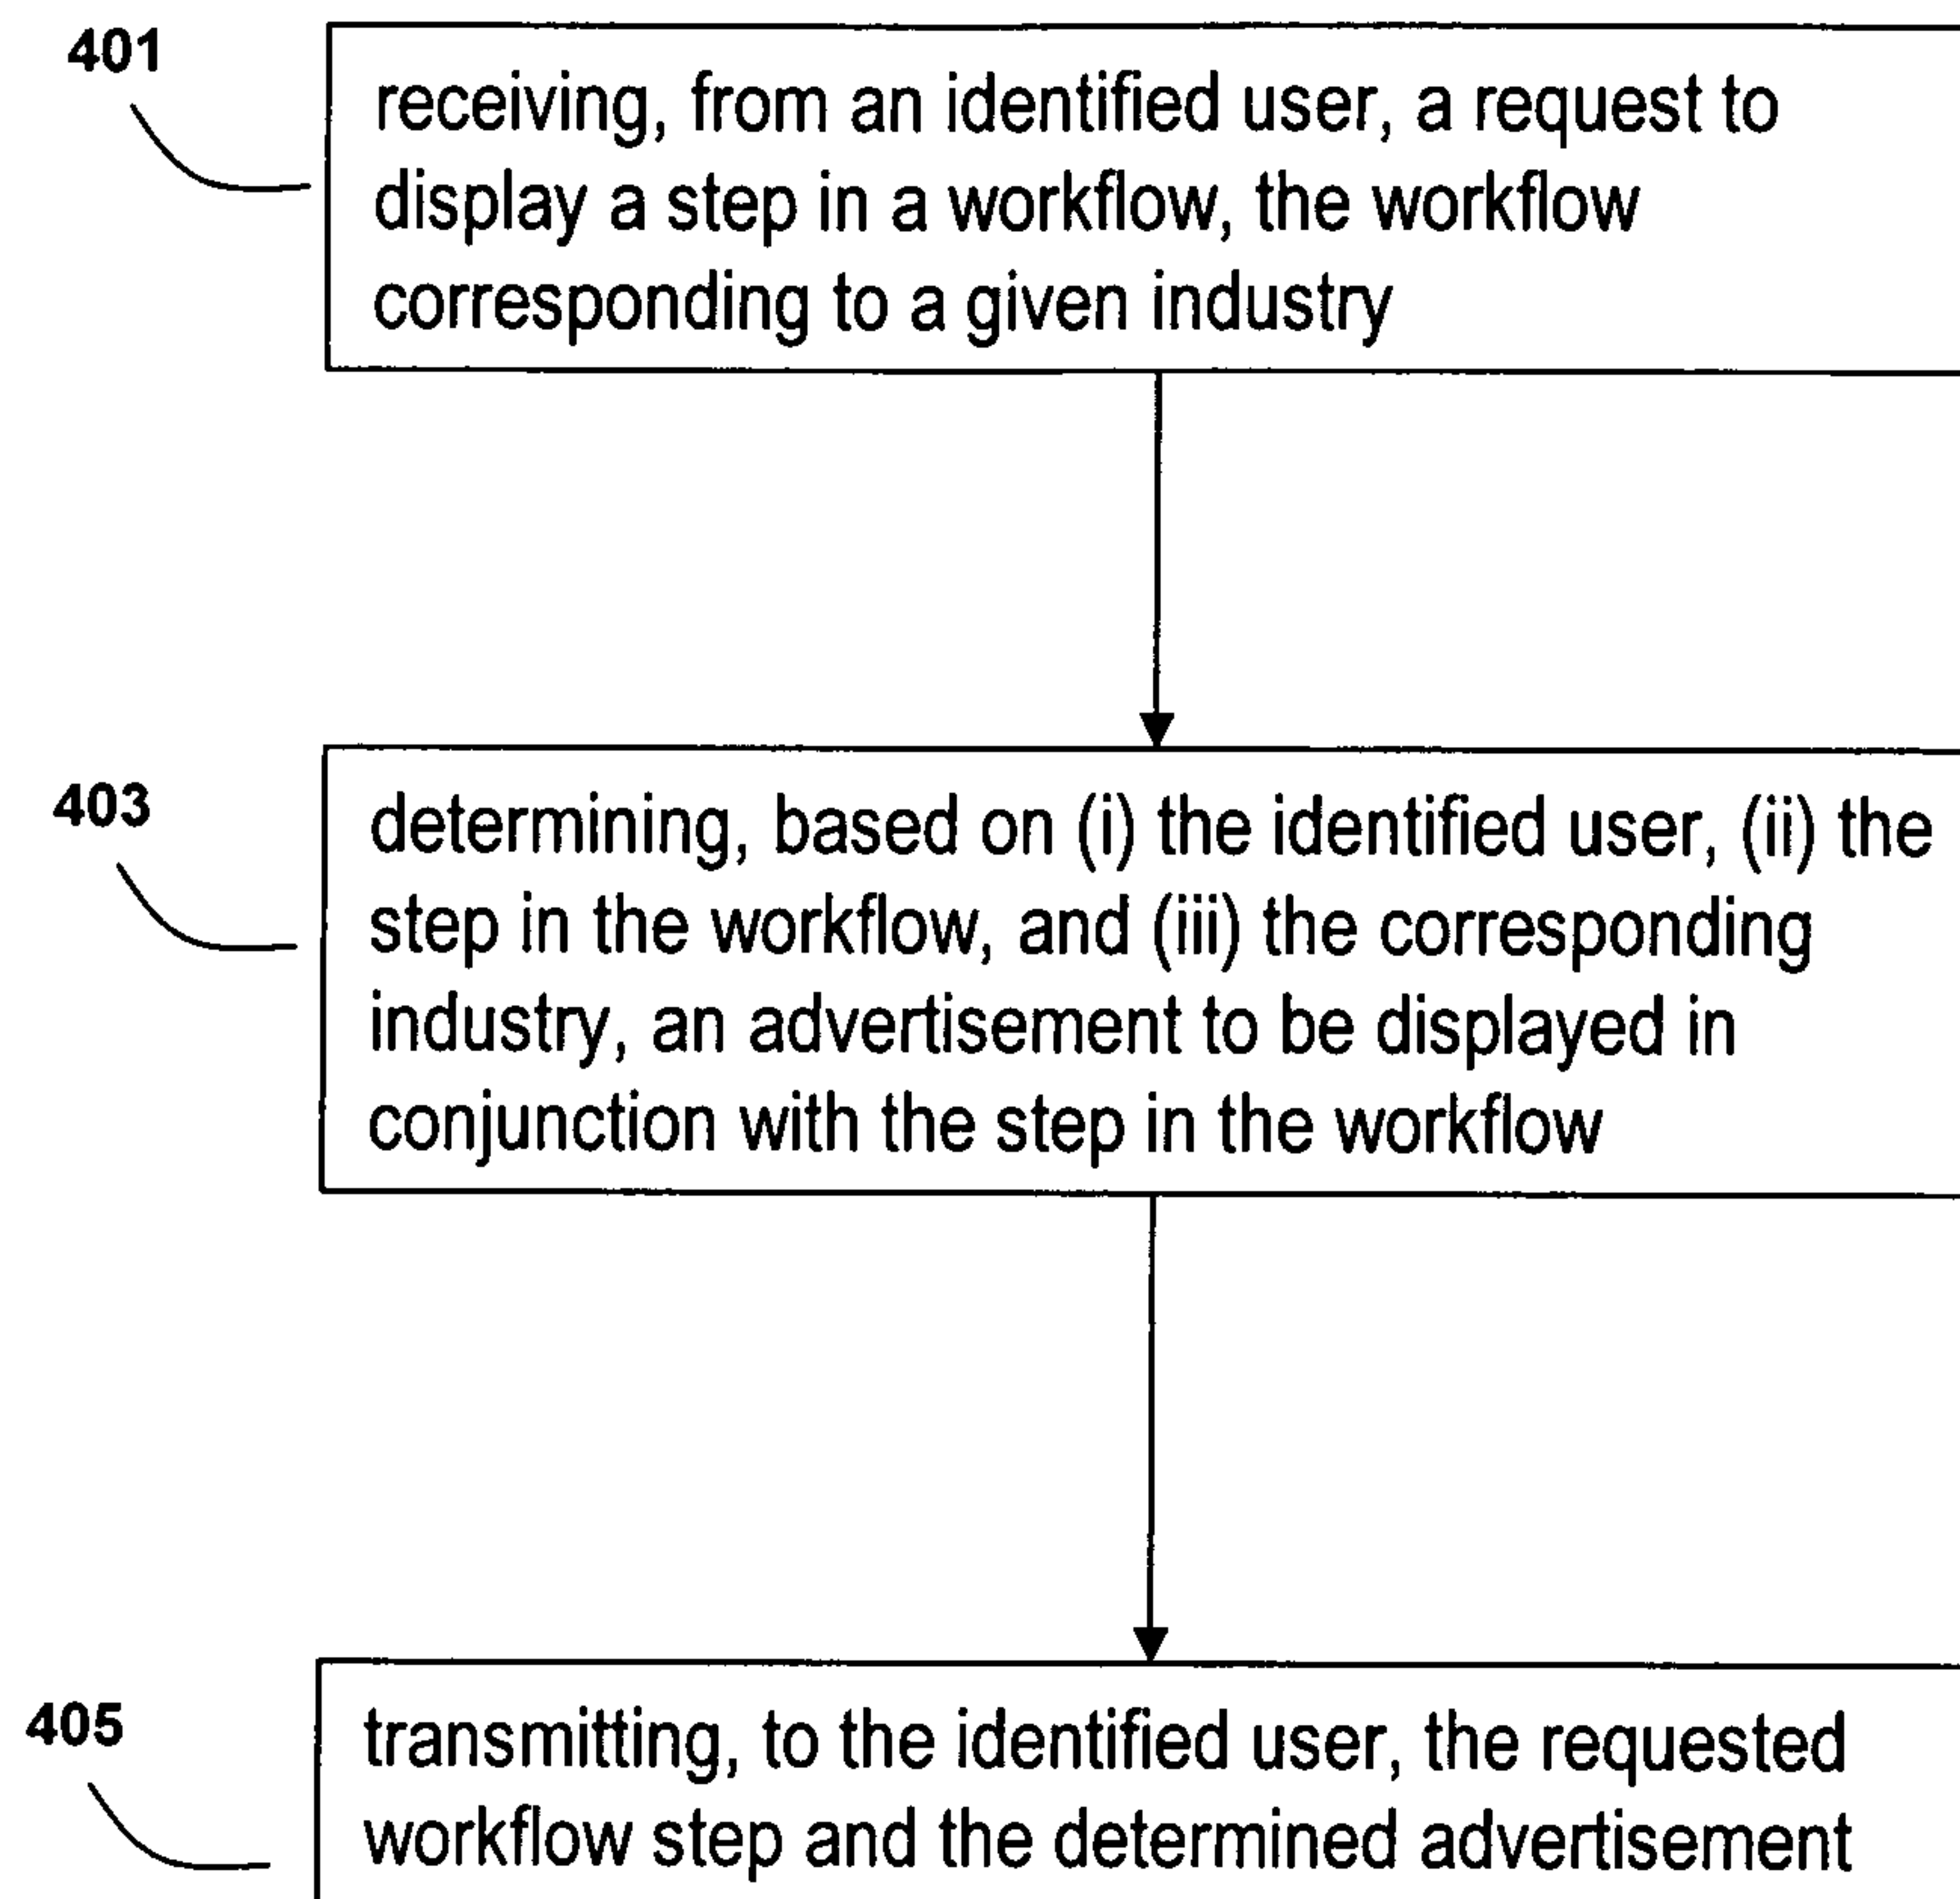 401
receiving, from an identified user, a request to
display a step in a workflow, the workflow
corresponding to a given industry
403
determining, based on (i) the identified user, (ii) the
step in the workflow, and (iii) the corresponding
industry, an advertisement to be displayed in
conjunction with the step in the workflow
405
transmitting, to the identified user, the requested
workflow step and the determined advertisement